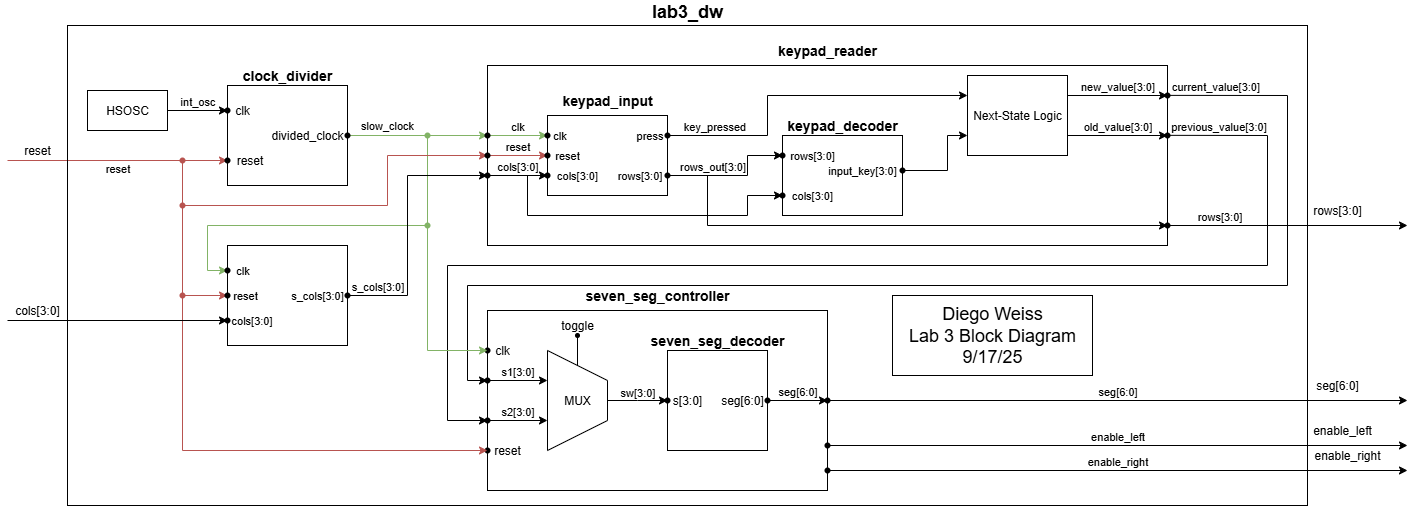 lab3_dw
keypad_reader
clock_divider
HSOSC
int_osc
clk
divided_clock
reset
slow_clock
reset
reset
keypad_input
clk
clk
press
reset
reset
cols[3:0]
cols[3:0]
rows[3:0]
key_pressed
rows_out[3:0]
keypad_decoder
rows[3:0]
input_key[3:0]
cols[3:0]
Next-State Logic
new_value[3:0]
current_value[3:0]
old_value[3:0]
previous_value[3:0]
rows[3:0]
rows[3:0]
clk
reset
s_cols[3:0]
s_cols[3:0]
cols[3:0]
cols[3:0]
seven_seg_controller
toggle
clk
s1[3:0]
s2[3:0]
reset
MUX
sw[3:0]
seven_seg_decoder
s[3:0]
seg[6:0]
seg[6:0]
seg[6:0]
seg[6:0]
enable_left
enable_left
enable_right
enable_right
Diego Weiss
Lab 3 Block Diagram
9/17/25